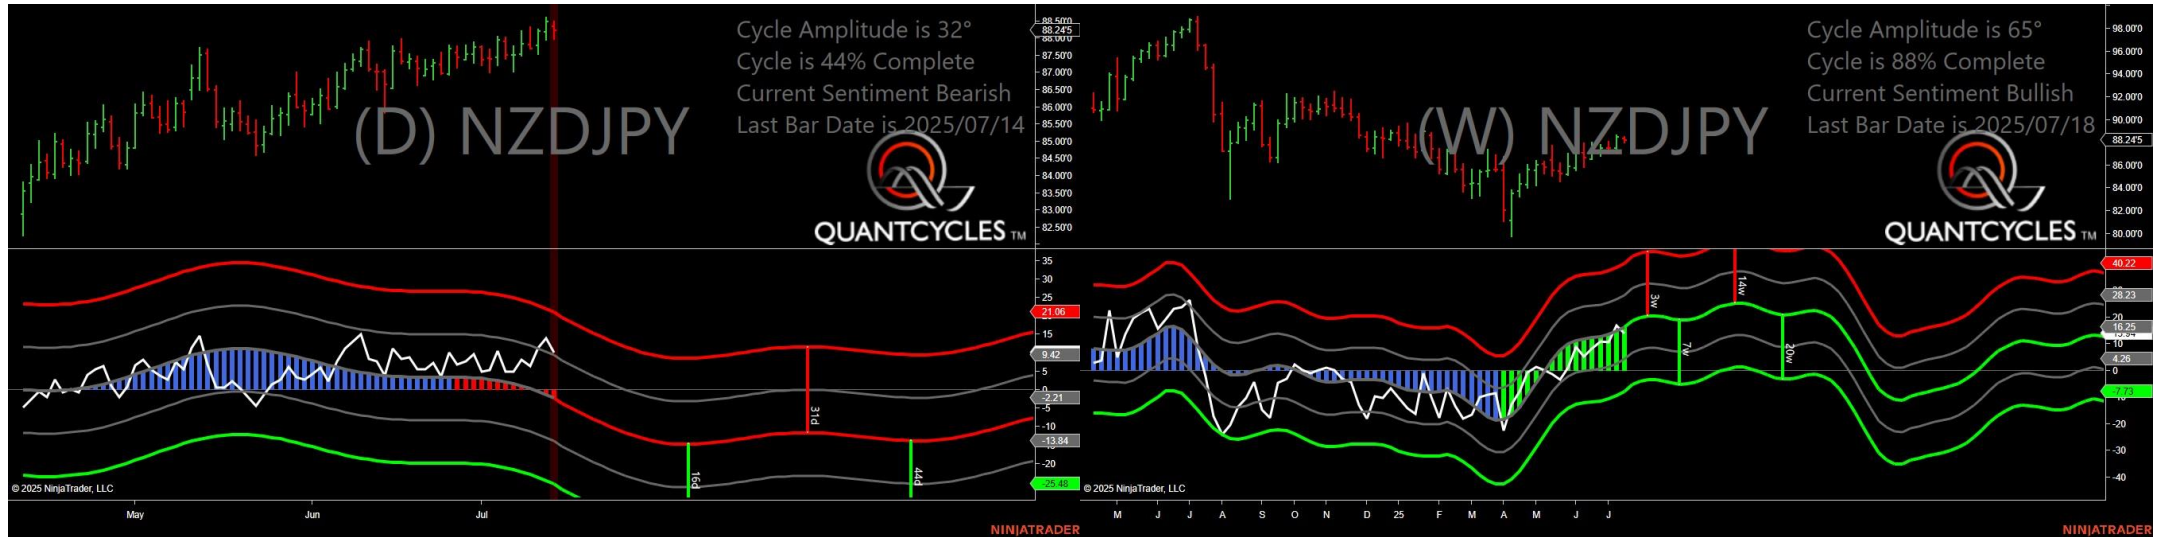 Cycle Amplitude is 32°
Cycle is 44% Complete
Current Sentiment Bearish
Last Bar Date is 2025/07/14
(D) NZDJPY
QUANTCYCLES TM
88.50'0
88.24'5
88.00'0
87.50'0
87.00'0
86.50'0
86.00'0
85.50'0
85.00'0
84.50'0
84.00'0
83.50'0
83.00'0
82.50'0
35
30
25
21.06
15
9.42
5
0
-2.21
-5
-10
-13.84
-20
-25.48
16d
31d
44d
© 2025 NinjaTrader, LLC
May
Jun
Jul
NINJATRADER
Cycle Amplitude is 65°
Cycle is 88% Complete
Current Sentiment Bullish
Last Bar Date is 2025/07/18
(W) NZDJPY
QUANTCYCLES TM
98.00'0
96.00'0
94.00'0
92.00'0
90.00'0
88.24'5
86.00'0
84.00'0
82.00'0
80.00'0
40.22
28.23
20
16.25
10
4.26
0
-7.73
-20
-30
-40
3w
7w
14w
20w
© 2025 NinjaTrader, LLC
M
J
J
A
S
O
N
D
25
F
M
A
M
J
J
NINJATRADER